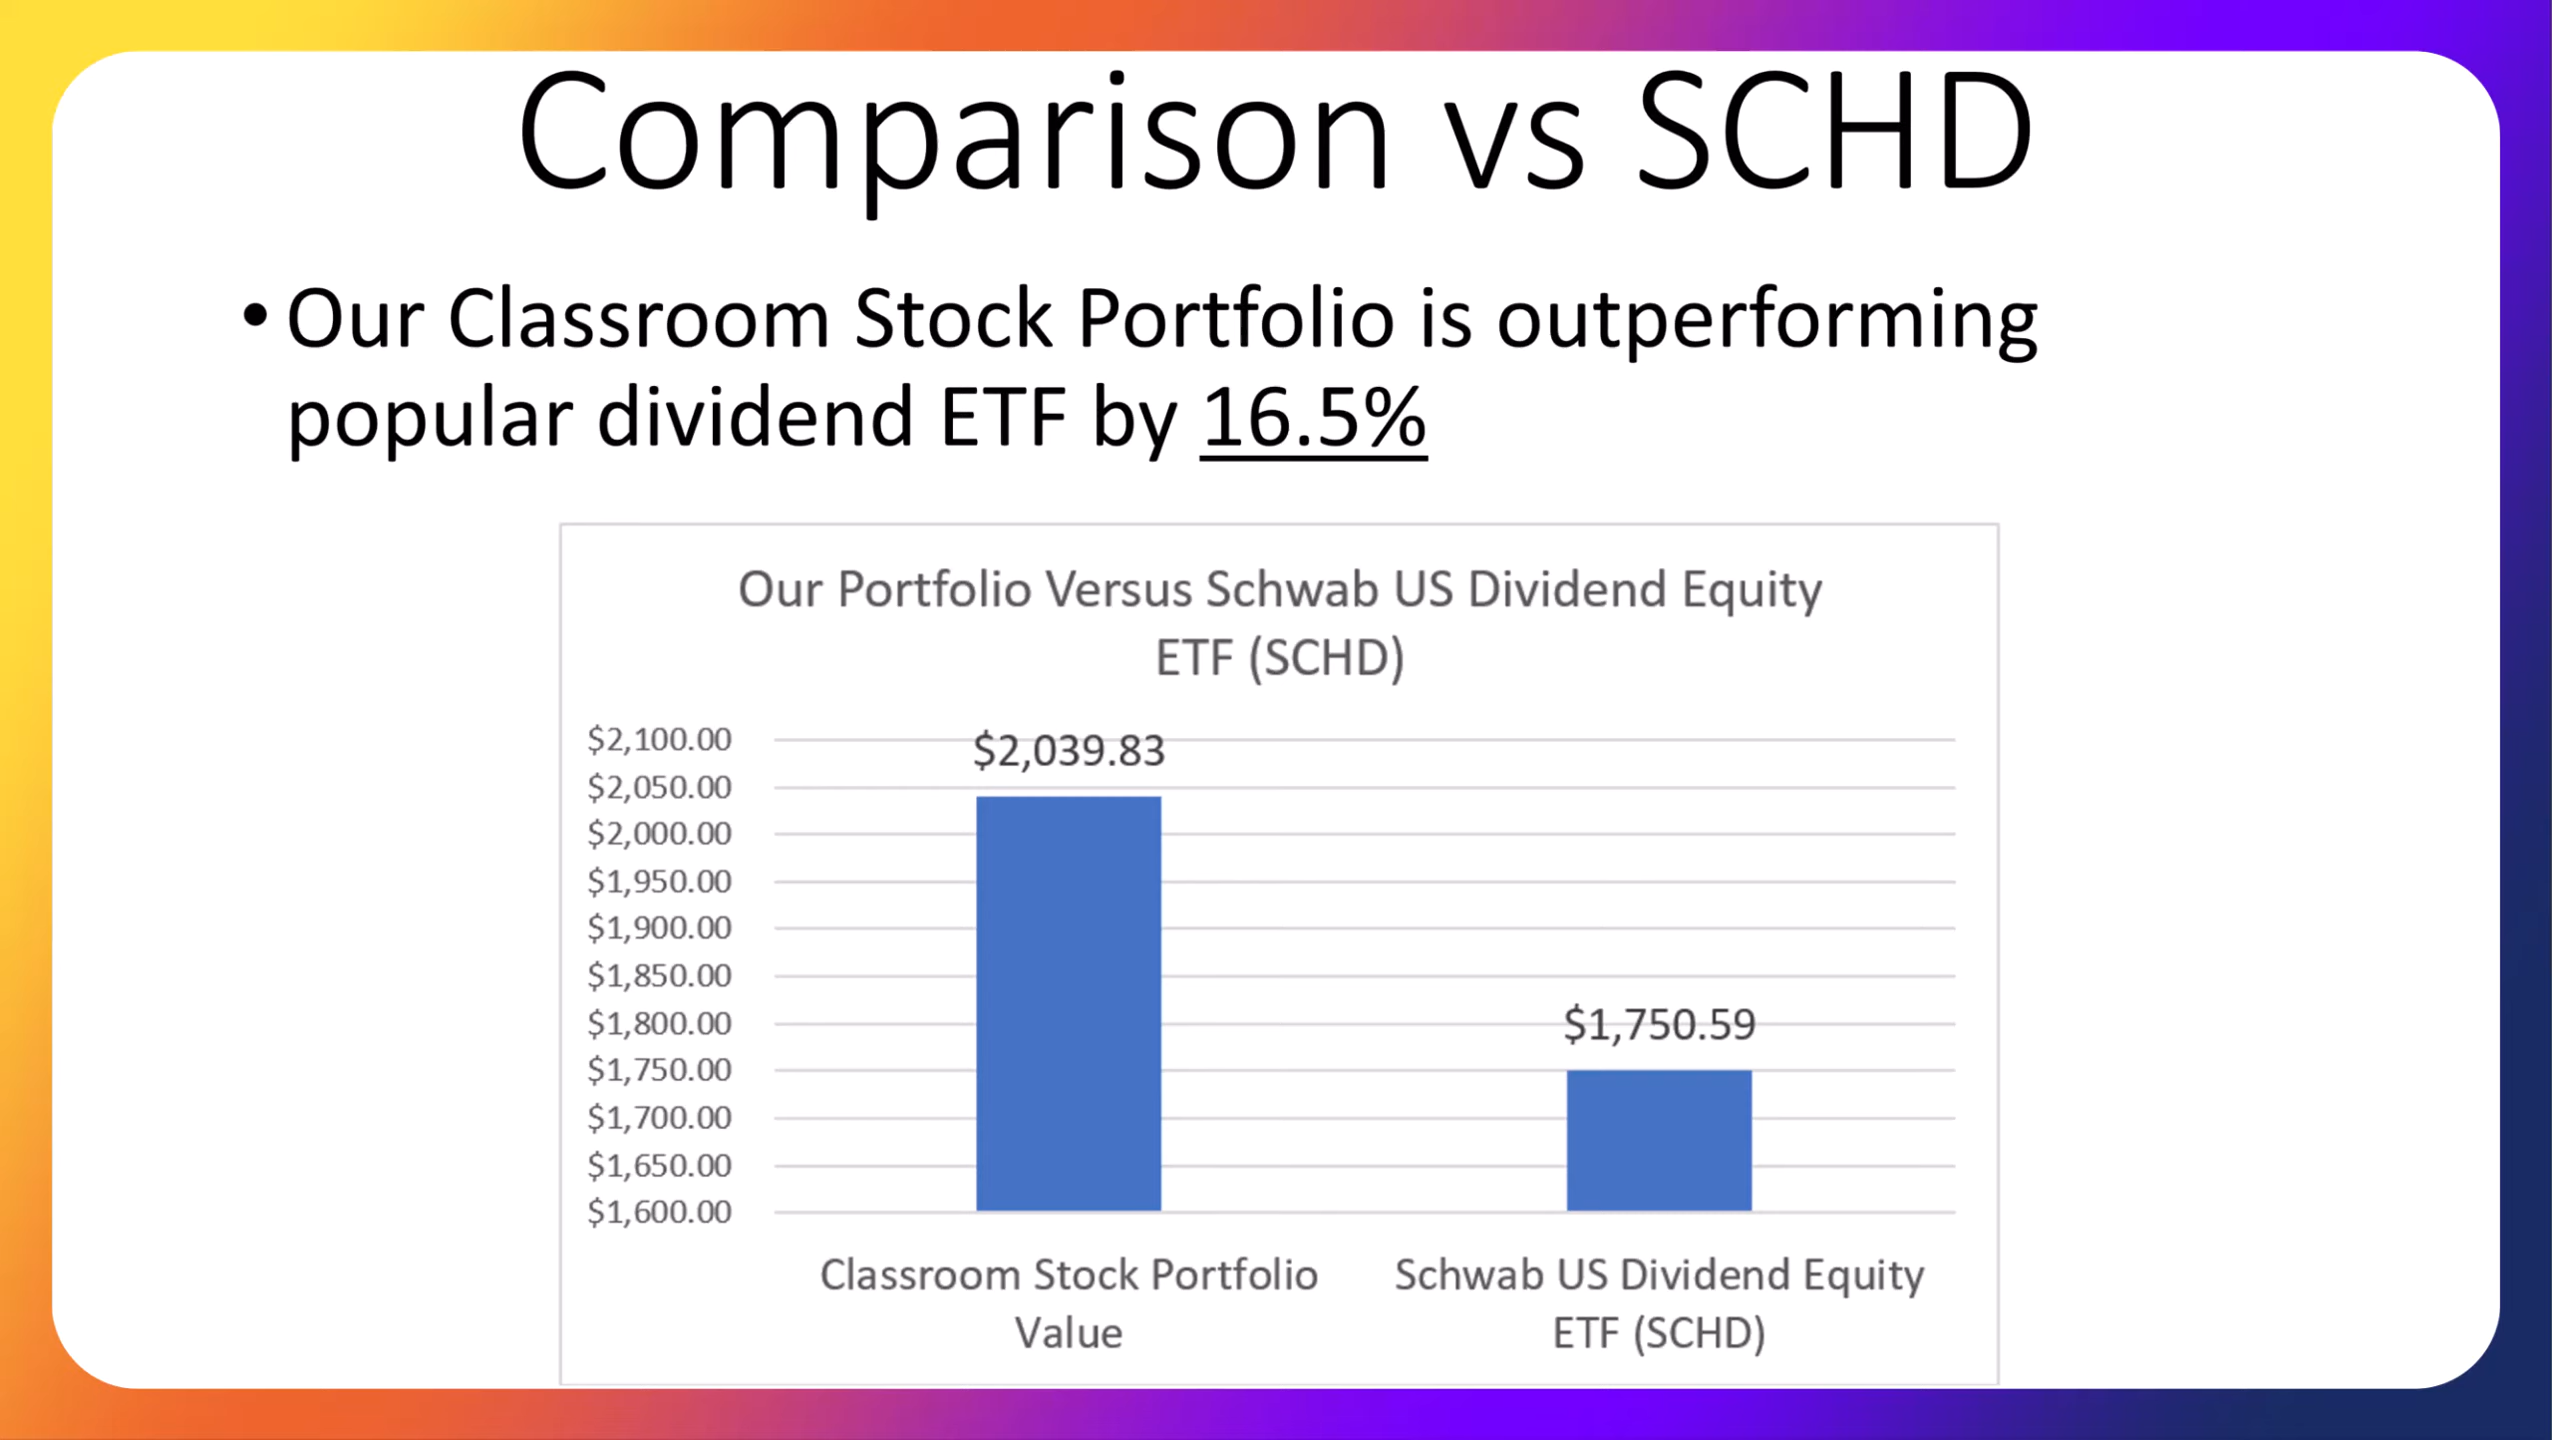 Comparison vs SCHD
• Our Classroom Stock Portfolio is outperforming
popular dividend ETF by 16.5%
Our Portfolio Versus Schwab US Dividend Equity
ETF (SCHD)
$2,100.00
$2,050.00
$2,000.00
$1,950.00
$1,900.00
$1,850.00
$1,800.00
$1,750.00
$1,700.00
$1,650.00
$1,600.00
$2,039.83
$1,750.59
Classroom Stock Portfolio
Value
Schwab US Dividend Equity
ETF (SCHD)